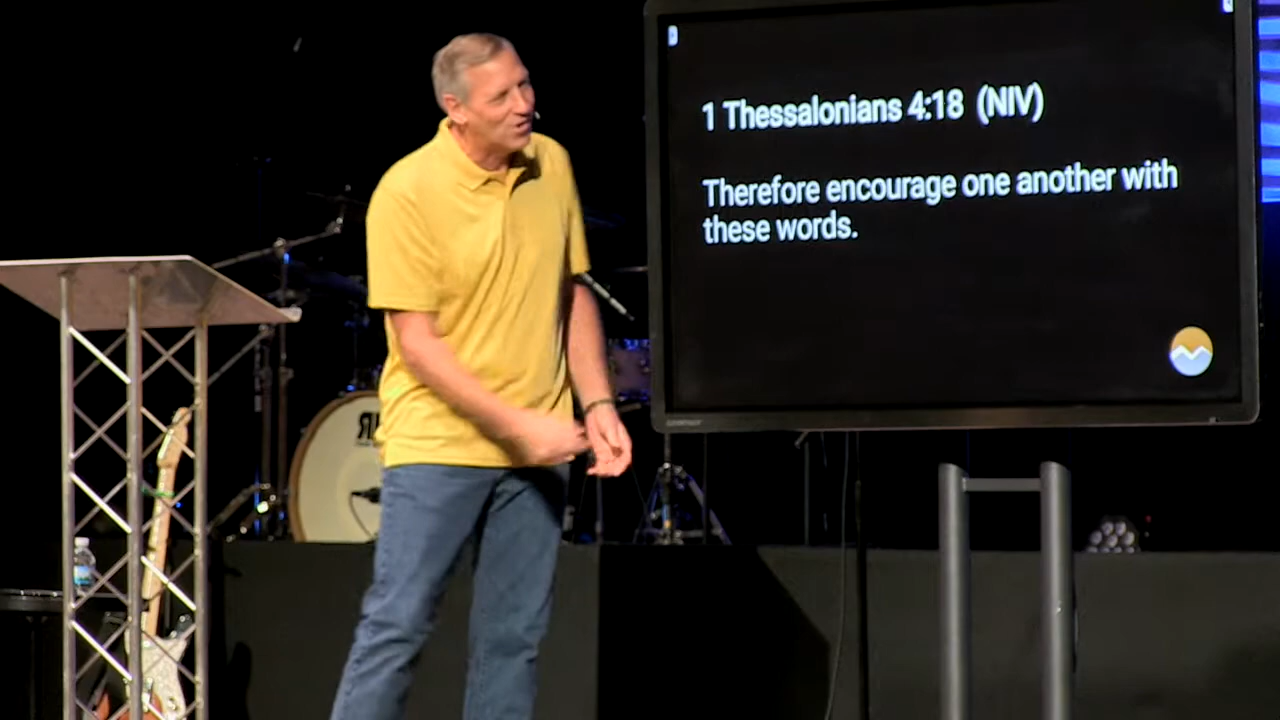 1 Thessalonians 4:18 (NIV)
Therefore encourage one another with
these words.